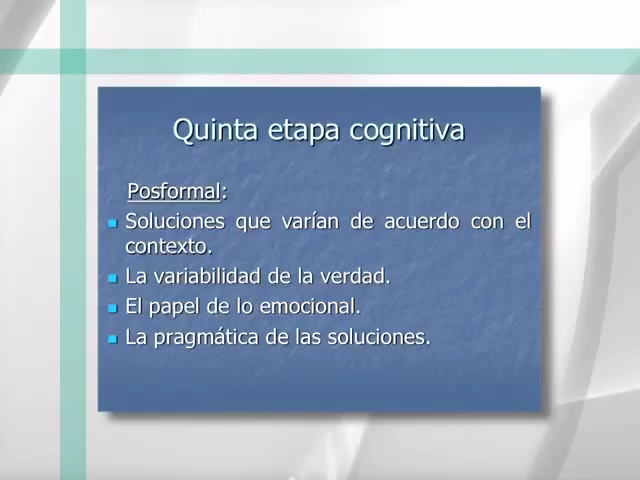 Quinta etapa cognitiva
Posformal:
Soluciones que varían de acuerdo con el
contexto.
La variabilidad de la verdad.
El papel de lo emocional.
La pragmática de las soluciones.